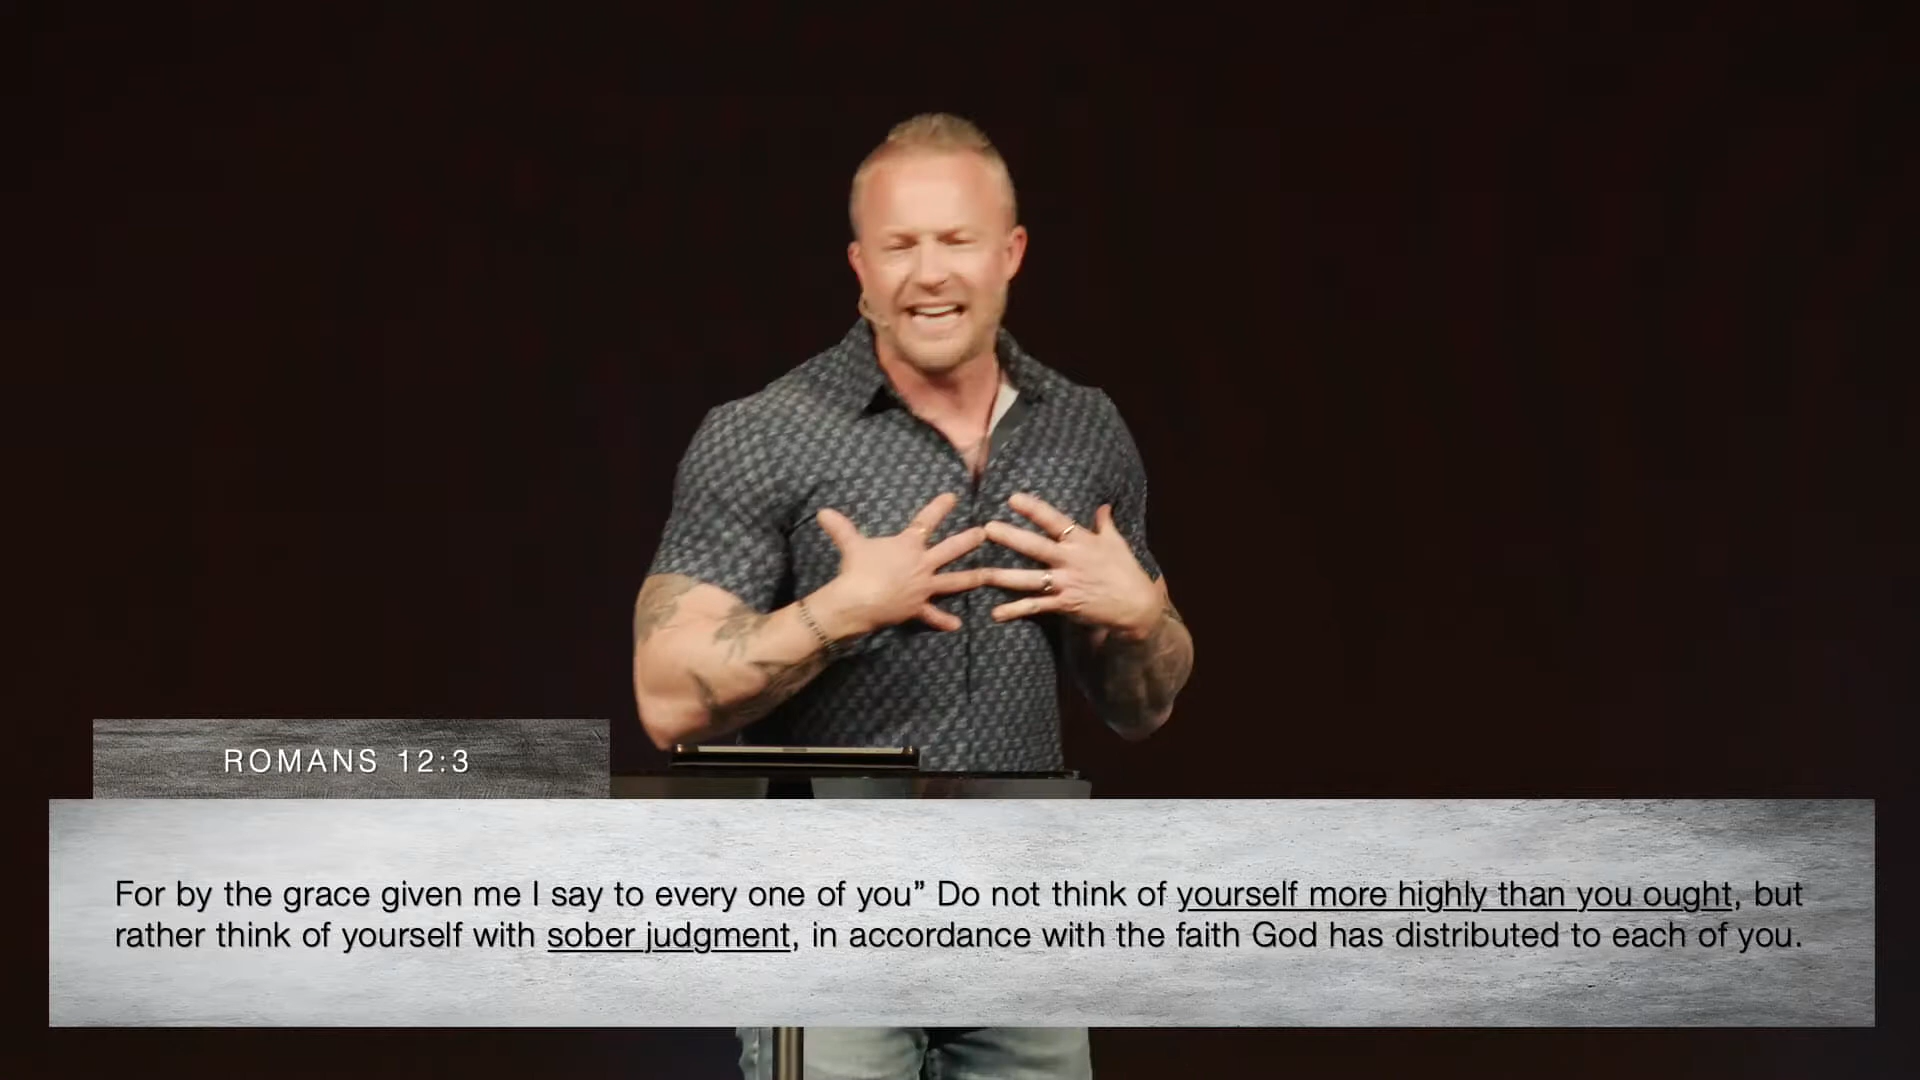 ROMANS 12:3
For by the grace given me I say to every one of you” Do not think of yourself more highly than you ought, but
rather think of yourself with sober judgment, in accordance with the faith God has distributed to each of you.